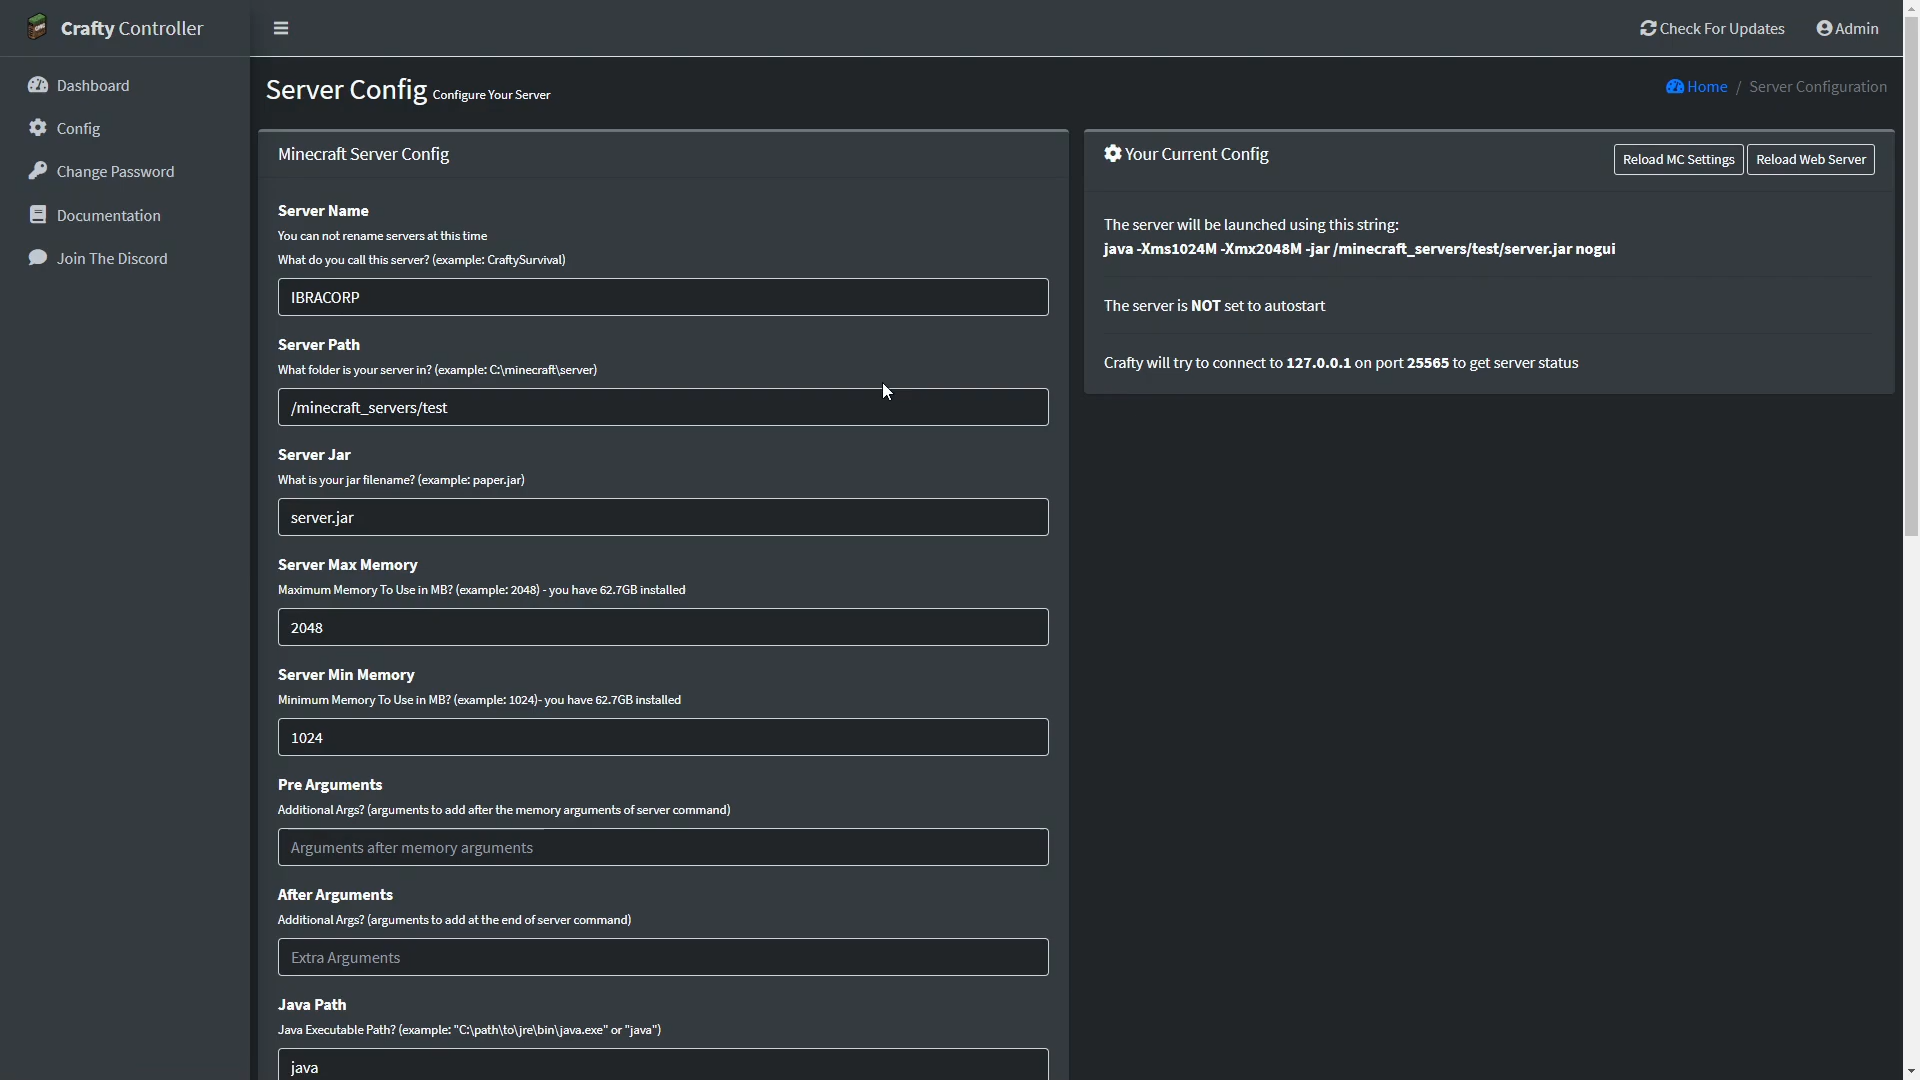 Crafty Controller
Check For Updates
Admin
Dashboard
Config
Change Password
Documentation
Join The Discord
Server Config Configure Your Server
Home / Server Configuration
Minecraft Server Config
Server Name
You can not rename servers at this time
What do you call this server? (example: CraftySurvival)
IBRACORP
Server Path
What folder is your server in? (example: C:\minecraft\server)
/minecraft_servers/test
Server Jar
What is your jar filename? (example: paper.jar)
server.jar
Server Max Memory
Maximum Memory To Use in MB? (example: 2048) - you have 62.7GB installed
2048
Server Min Memory
Minimum Memory To Use in MB? (example: 1024)- you have 62.7GB installed
1024
Pre Arguments
Additional Args? (arguments to add after the memory arguments of server command)
Arguments after memory arguments
After Arguments
Additional Args? (arguments to add at the end of server command)
Extra Arguments
Java Path
Java Executable Path? (example: "C:\path\to\jre\bin\java.exe" or "java")
java
Your Current Config
Reload MC Settings
Reload Web Server
The server will be launched using this string:
java -Xms1024M -Xmx2048M -jar /minecraft_servers/test/server.jar nogui
The server is NOT set to autostart
Crafty will try to connect to 127.0.0.1 on port 25565 to get server status